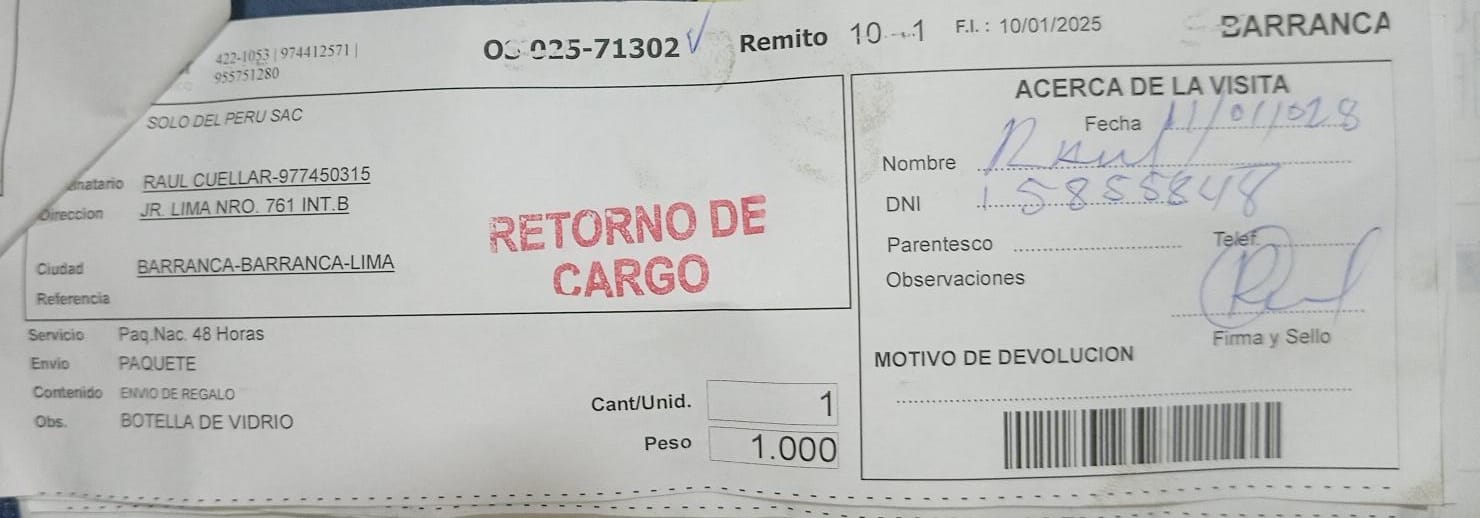 422-1053 | 974412571 |
955751280
025-71302 Remito F.I. : 10/01/2025 BARRANCA
SOLO DEL PERU SAC
RAUL CUELLAR-977450315
Direccion JR. LIMA NRO. 761 INT.B
Ciudad BARRANCA-BARRANCA-LIMA
Referencia
RETORNO DE
CARGO
Servicio Paq.Nac. 48 Horas
Envio PAQUETE
Contenido ENVIO DE REGALO
Obs. BOTELLA DE VIDRIO
Cant/Unid. 1
Peso 1.000
ACERCA DE LA VISITA
Fecha
Nombre Raul
DNI 15855848
Parentesco Telef.
Observaciones
Firma y Sello
MOTIVO DE DEVOLUCION